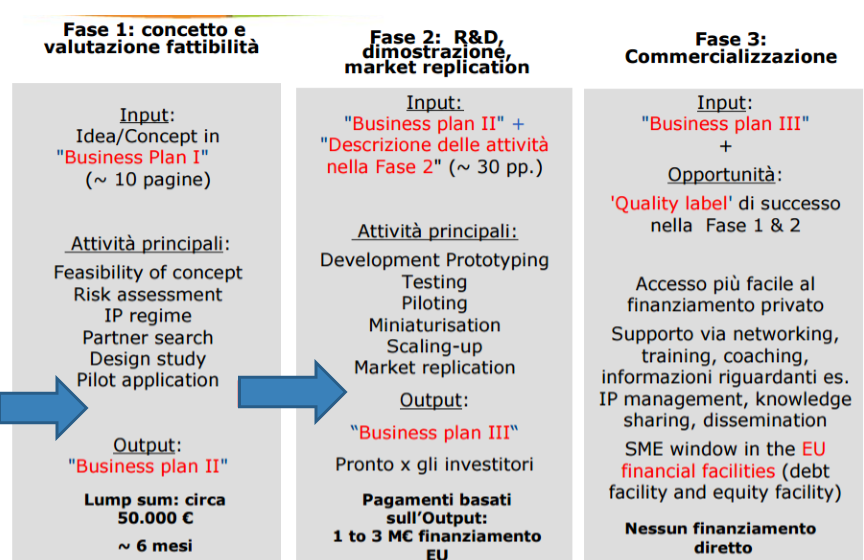 Fase 1: concetto e
valutazione fattibilità
Input:
Idea/Concept in
"Business Plan I"
(~ 10 pagine)
Attività principali:
Feasibility of concept
Risk assessment
IP regime
Partner search
Design study
Pilot application
Output:
"Business plan II"
Lump sum: circa
50.000 €
~ 6 mesi
Fase 2: R&D,
dimostrazione,
market replication
Input:
"Business plan II" +
"Descrizione delle attività
nella Fase 2" (~ 30 pp.)
Attività principali:
Development Prototyping
Testing
Piloting
Miniaturisation
Scaling-up
Market replication
Output:
“Business plan III“
Pronto x gli investitori
Pagamenti basati
sull’Output:
1 to 3 M€ finanziamento
EU
Fase 3:
Commercializzazione
Input:
"Business plan III"
+
Opportunità:
'Quality label' di successo
nella Fase 1 & 2
Accesso più facile al
finanziamento privato
Supporto via networking,
training, coaching,
informazioni riguardanti es.
IP management, knowledge
sharing, dissemination
SME window in the EU
financial facilities (debt
facility and equity facility)
Nessun finanziamento
diretto